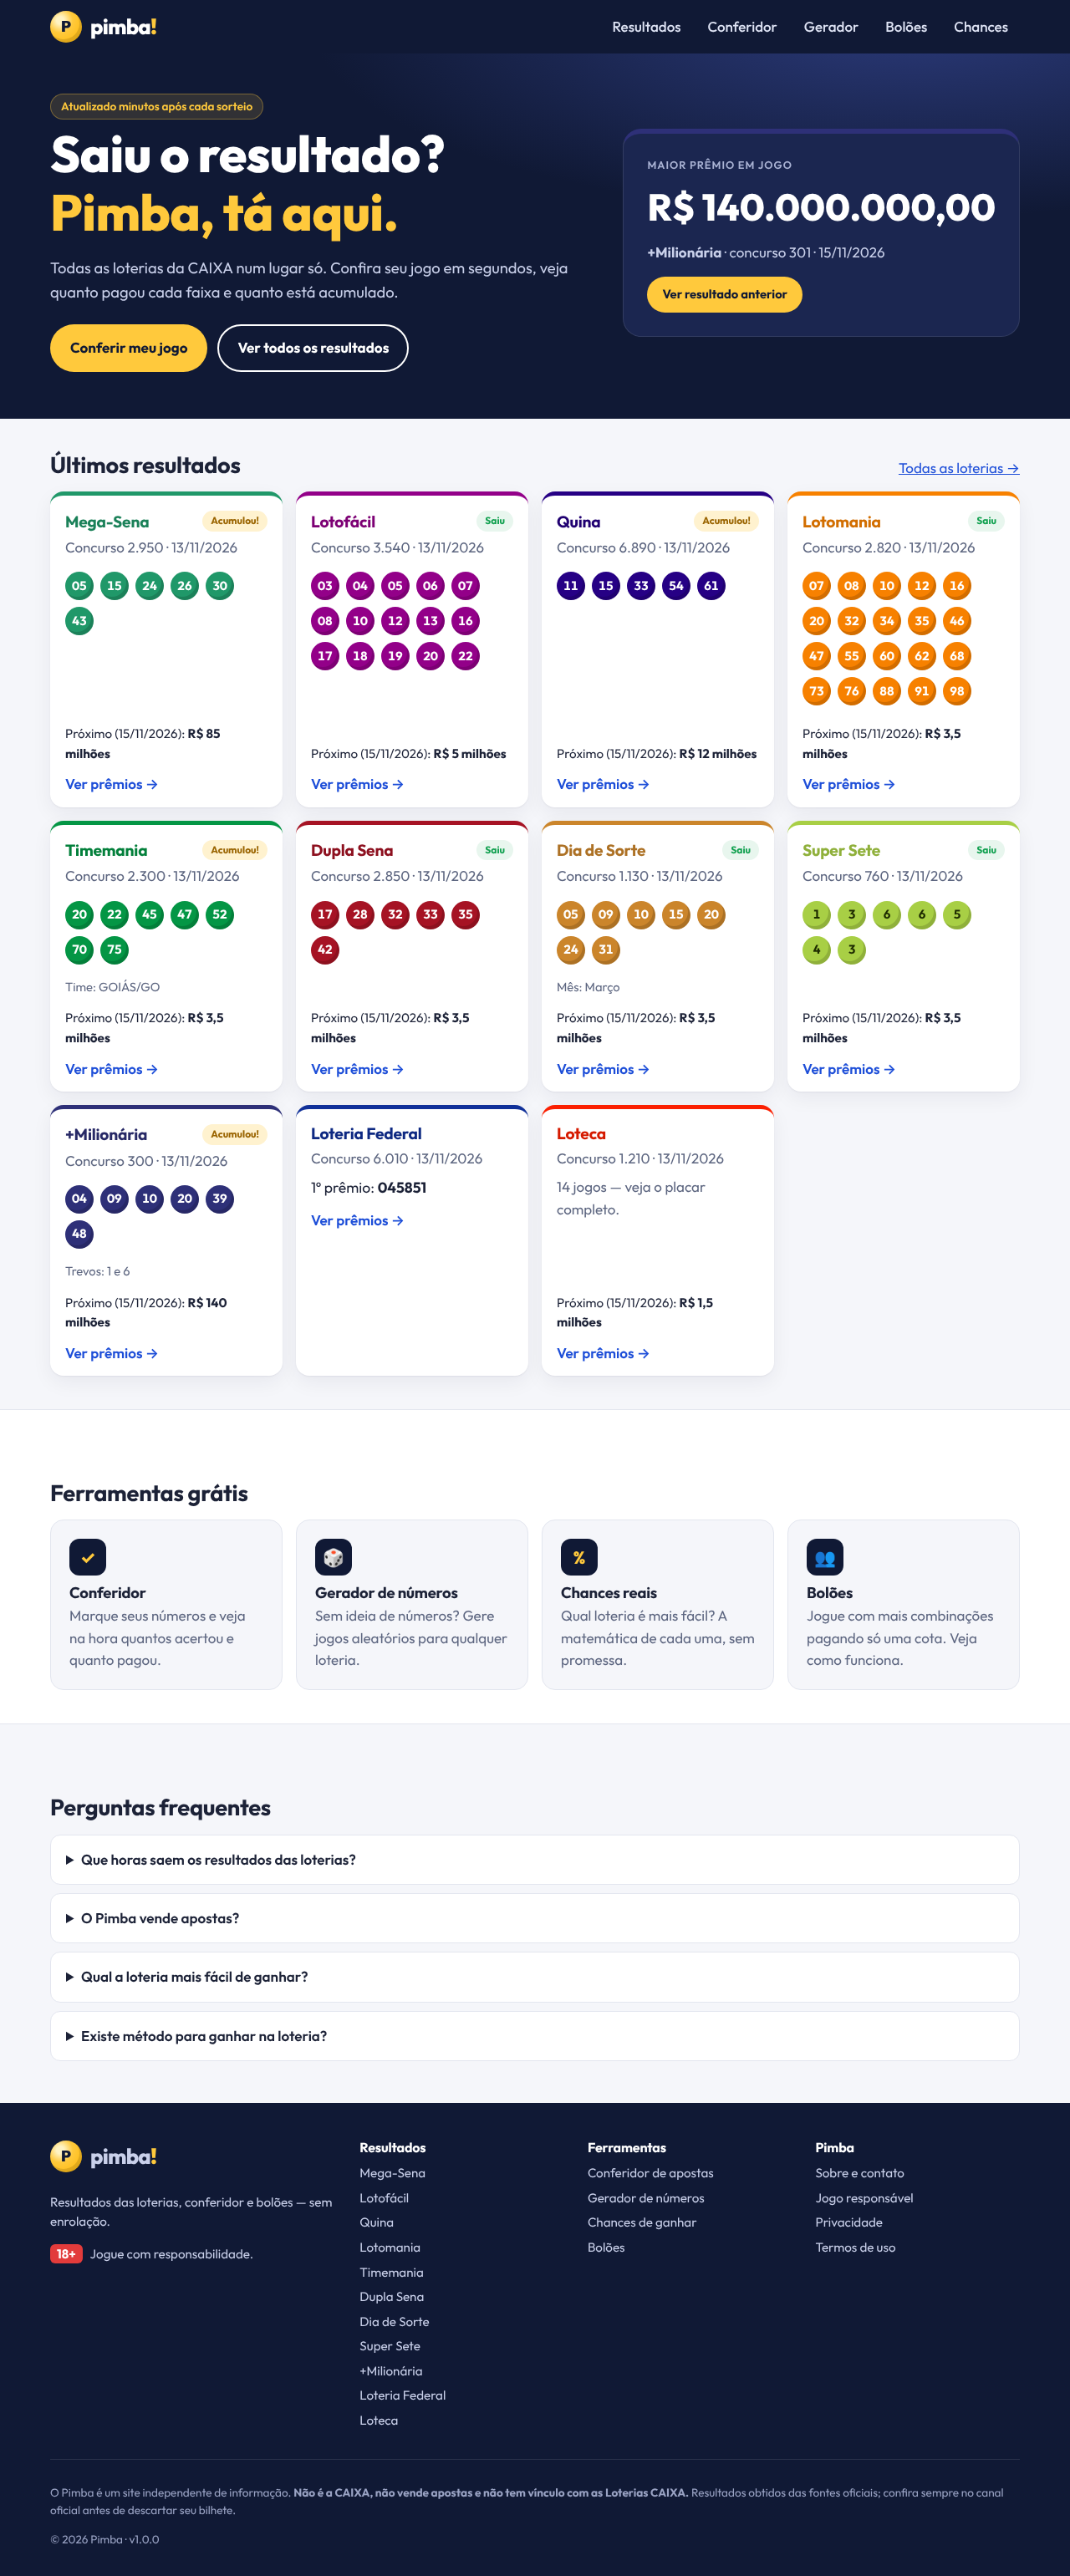 P pimba!
Resultados Conferidor Gerador Bolões Chances
Atualizado minutos após cada sorteio
Saiu o resultado?
Pimba, tá aqui.
Todas as loterias da CAIXA num lugar só. Confira seu jogo em segundos, veja
quanto pagou cada faixa e quanto está acumulado.
Conferir meu jogo
Ver todos os resultados
MAIOR PRÊMIO EM JOGO
R$ 140.000.000,00
+Milionária · concurso 301 · 15/11/2026
Ver resultado anterior
Últimos resultados
Todas as loterias →
Mega-Sena Acumulou!
Concurso 2.950 · 13/11/2026
05 15 24 26 30
43
Próximo (15/11/2026): R$ 85
milhões
Ver prêmios →
Lotofácil Saiu
Concurso 3.540 · 13/11/2026
03 04 05 06 07
08 10 12 13 16
17 18 19 20 22
Próximo (15/11/2026): R$ 5 milhões
Ver prêmios →
Quina Acumulou!
Concurso 6.890 · 13/11/2026
11 15 33 54 61
Próximo (15/11/2026): R$ 12 milhões
Ver prêmios →
Lotomania Saiu
Concurso 2.820 · 13/11/2026
07 08 10 12 16
20 32 34 35 46
47 55 60 62 68
73 76 88 91 98
Próximo (15/11/2026): R$ 3,5
milhões
Ver prêmios →
Timemania Acumulou!
Concurso 2.300 · 13/11/2026
20 22 45 47 52
70 75
Time: GOIÁS/GO
Próximo (15/11/2026): R$ 3,5
milhões
Ver prêmios →
Dupla Sena Saiu
Concurso 2.850 · 13/11/2026
17 28 32 33 35
42
Próximo (15/11/2026): R$ 3,5
milhões
Ver prêmios →
Dia de Sorte Saiu
Concurso 1.130 · 13/11/2026
05 09 10 15 20
24 31
Mês: Março
Próximo (15/11/2026): R$ 3,5
milhões
Ver prêmios →
Super Sete Saiu
Concurso 760 · 13/11/2026
1 3 6 6 5
4 3
Próximo (15/11/2026): R$ 3,5
milhões
Ver prêmios →
+Milionária Acumulou!
Concurso 300 · 13/11/2026
04 09 10 20 39
48
Trevos: 1 e 6
Próximo (15/11/2026): R$ 140
milhões
Ver prêmios →
Loteria Federal
Concurso 6.010 · 13/11/2026
1º prêmio: 045851
Ver prêmios →
Loteca
Concurso 1.210 · 13/11/2026
14 jogos — veja o placar
completo.
Próximo (15/11/2026): R$ 1,5
milhões
Ver prêmios →
Ferramentas grátis
✓
Conferidor
Marque seus números e veja
na hora quantos acertou e
quanto pagou.
Gerador de números
Sem ideia de números? Gere
jogos aleatórios para qualquer
loteria.
%
Chances reais
Qual loteria é mais fácil? A
matemática de cada uma, sem
promessa.
Bolões
Jogue com mais combinações
pagando só uma cota. Veja
como funciona.
Perguntas frequentes
Que horas saem os resultados das loterias?
O Pimba vende apostas?
Qual a loteria mais fácil de ganhar?
Existe método para ganhar na loteria?
P pimba!
Resultados das loterias, conferidor e bolões — sem
enrolação.
18+ Jogue com responsabilidade.
Resultados
Mega-Sena
Lotofácil
Quina
Lotomania
Timemania
Dupla Sena
Dia de Sorte
Super Sete
+Milionária
Loteria Federal
Loteca
Ferramentas
Conferidor de apostas
Gerador de números
Chances de ganhar
Bolões
Pimba
Sobre e contato
Jogo responsável
Privacidade
Termos de uso
O Pimba é um site independente de informação. Não é a CAIXA, não vende apostas e não tem vínculo com as Loterias CAIXA. Resultados obtidos das fontes oficiais; confira sempre no canal
oficial antes de descartar seu bilhete.
© 2026 Pimba · v1.0.0